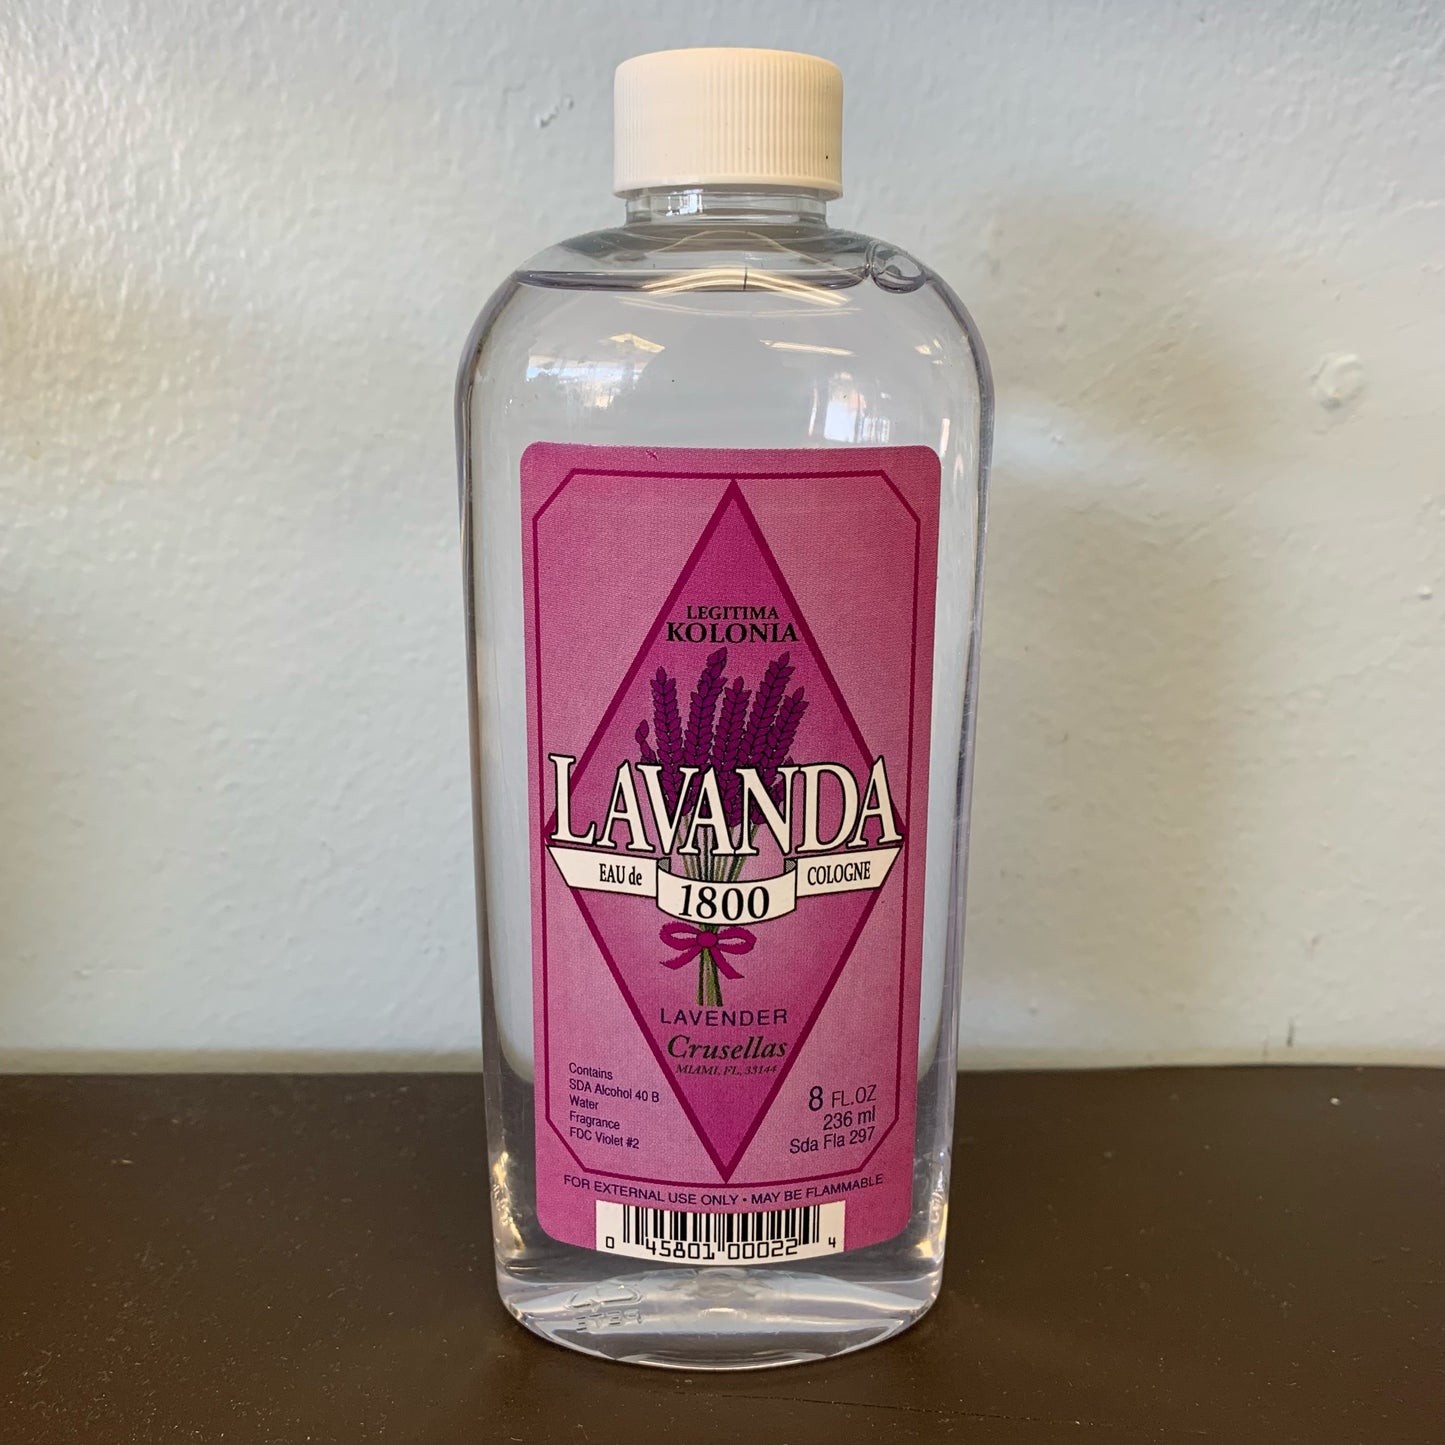 LEGITIMA
KOLONIA
LAVANDA
EAU de
1800
COLOGNE
LAVENDER
Crusellas
MIAMI, FL, 33144
Contains
SDA Alcohol 40 B
Water
Fragrance
FDC Violet #2
8 FL.OZ
236 ml
Sda Fla 297
FOR EXTERNAL USE ONLY • MAY BE FLAMMABLE
0 45801 00022 4